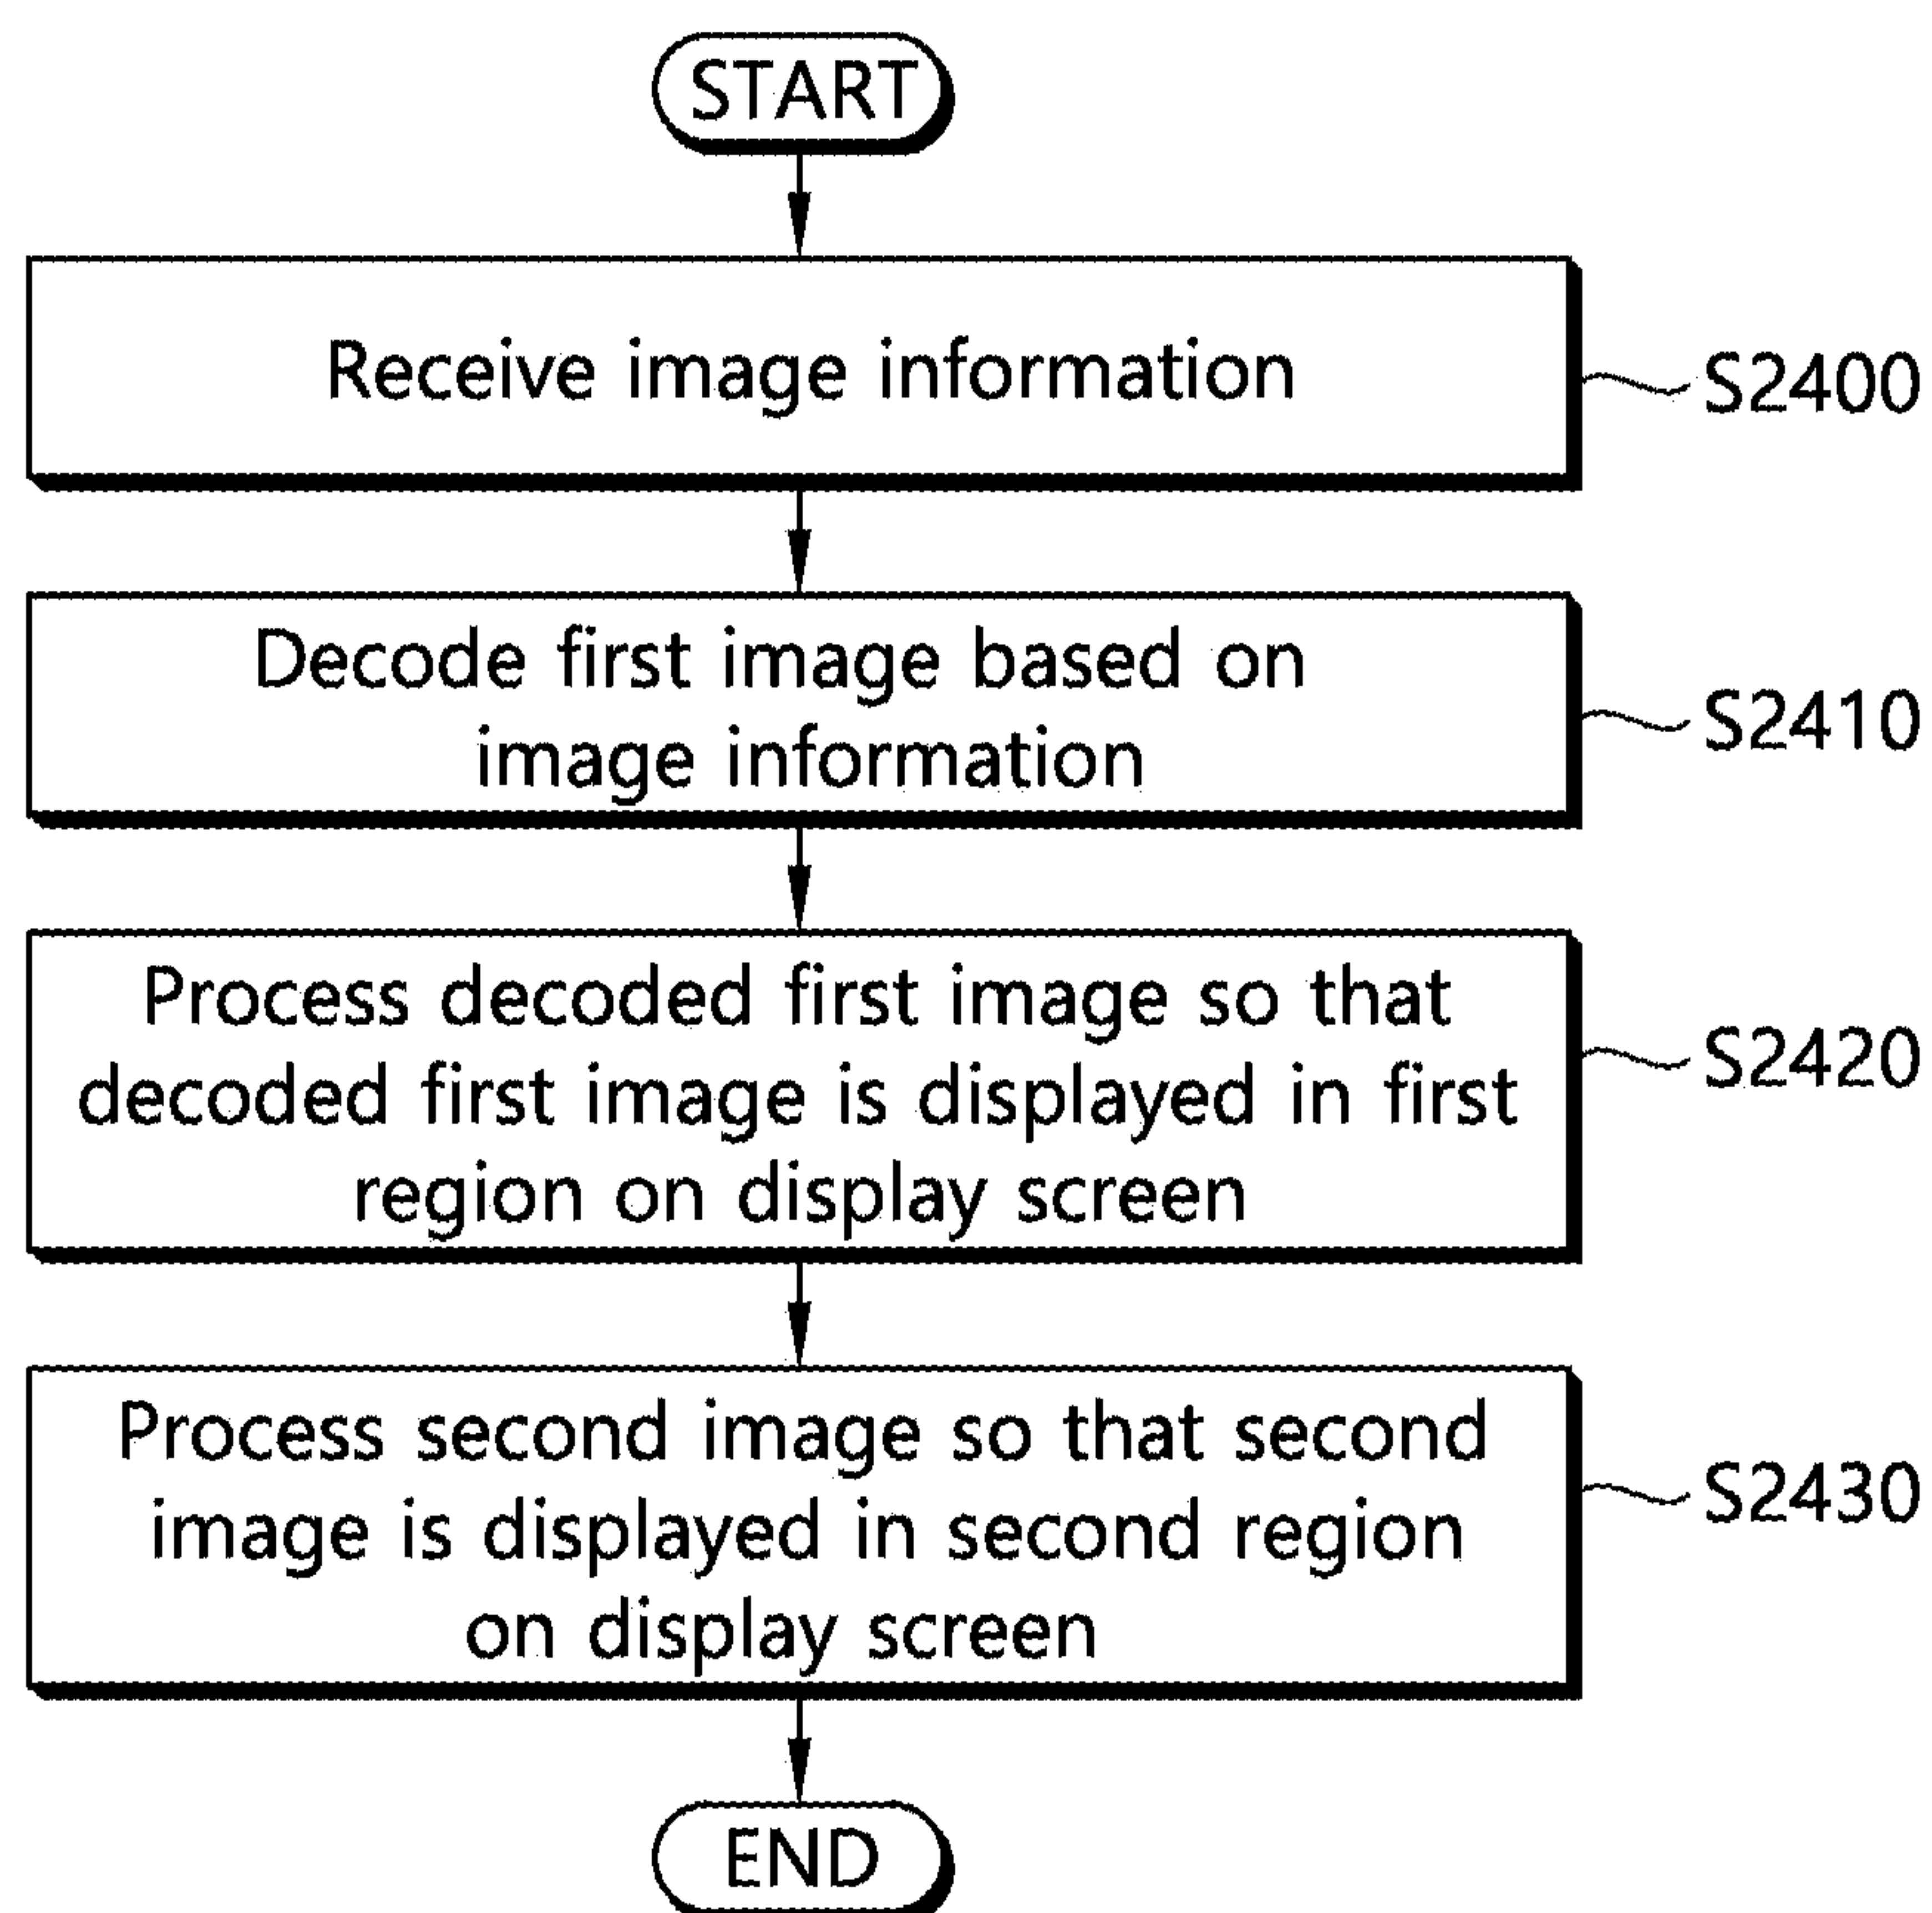 START
Receive image information
S2400
Decode first image based on
image information
S2410
Process decoded first image so that
decoded first image is displayed in first
region on display screen
S2420
Process second image so that second
image is displayed in second region
on display screen
S2430
END